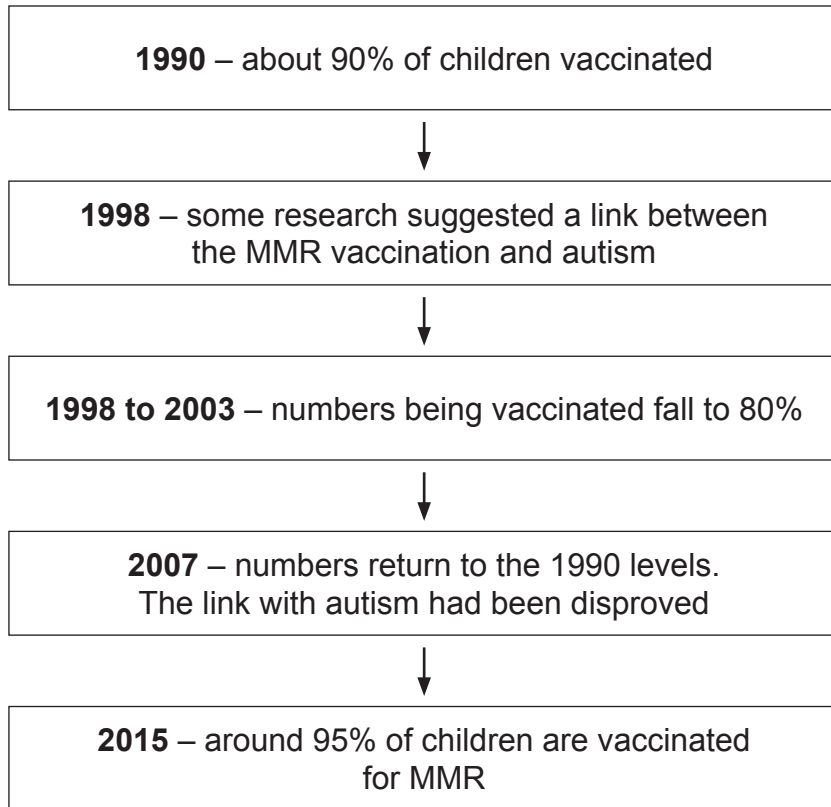 1990 – about 90% of children vaccinated
1998 – some research suggested a link between
the MMR vaccination and autism
1998 to 2003 – numbers being vaccinated fall to 80%
2007 – numbers return to the 1990 levels.
The link with autism had been disproved
2015 – around 95% of children are vaccinated
for MMR